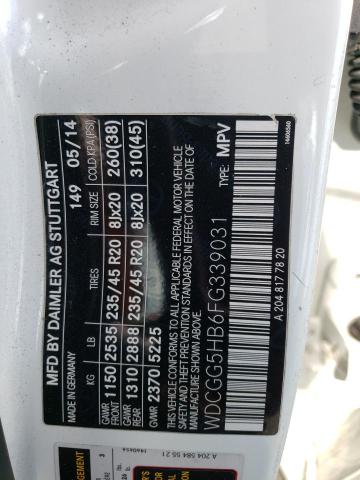 MFD BY DAIMLER AG STUTTGART
MADE IN GERMANY
149 05/14
KG LB TIRES RIM SIZE COLD KPA(PSI)
GAWR FRONT 1150 2535 235/45 R20 8Jx20 260(38)
GAWR REAR 1310 2888 235/45 R20 8Jx20 310(45)
GVWR 2370 5225
THIS VEHICLE CONFORMS TO ALL APPLICABLE FEDERAL MOTOR VEHICLE
SAFETY AND THEFT PREVENTION STANDARDS IN EFFECT ON THE DATE OF
MANUFACTURE SHOWN ABOVE
WDCGG5HB6FG339031 TYPE: MPV
A 204 817 78 20
A 204 584 55 21